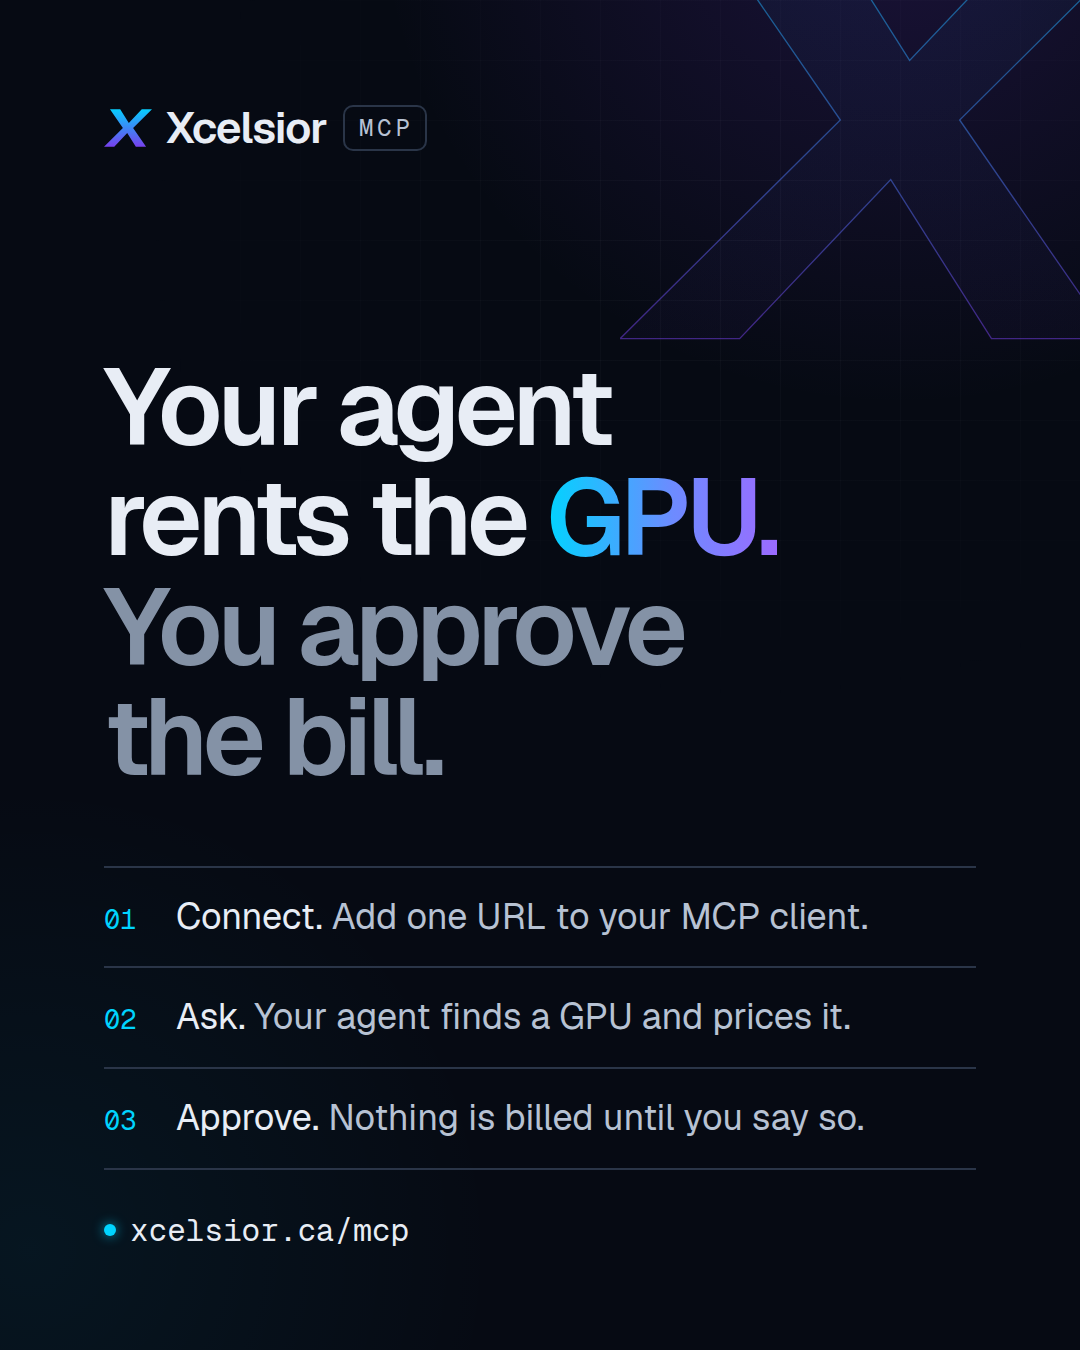 Xcelsior MCP
Your agent
rents the GPU.
You approve
the bill.
01 Connect. Add one URL to your MCP client.
02 Ask. Your agent finds a GPU and prices it.
03 Approve. Nothing is billed until you say so.
xcelsior.ca/mcp